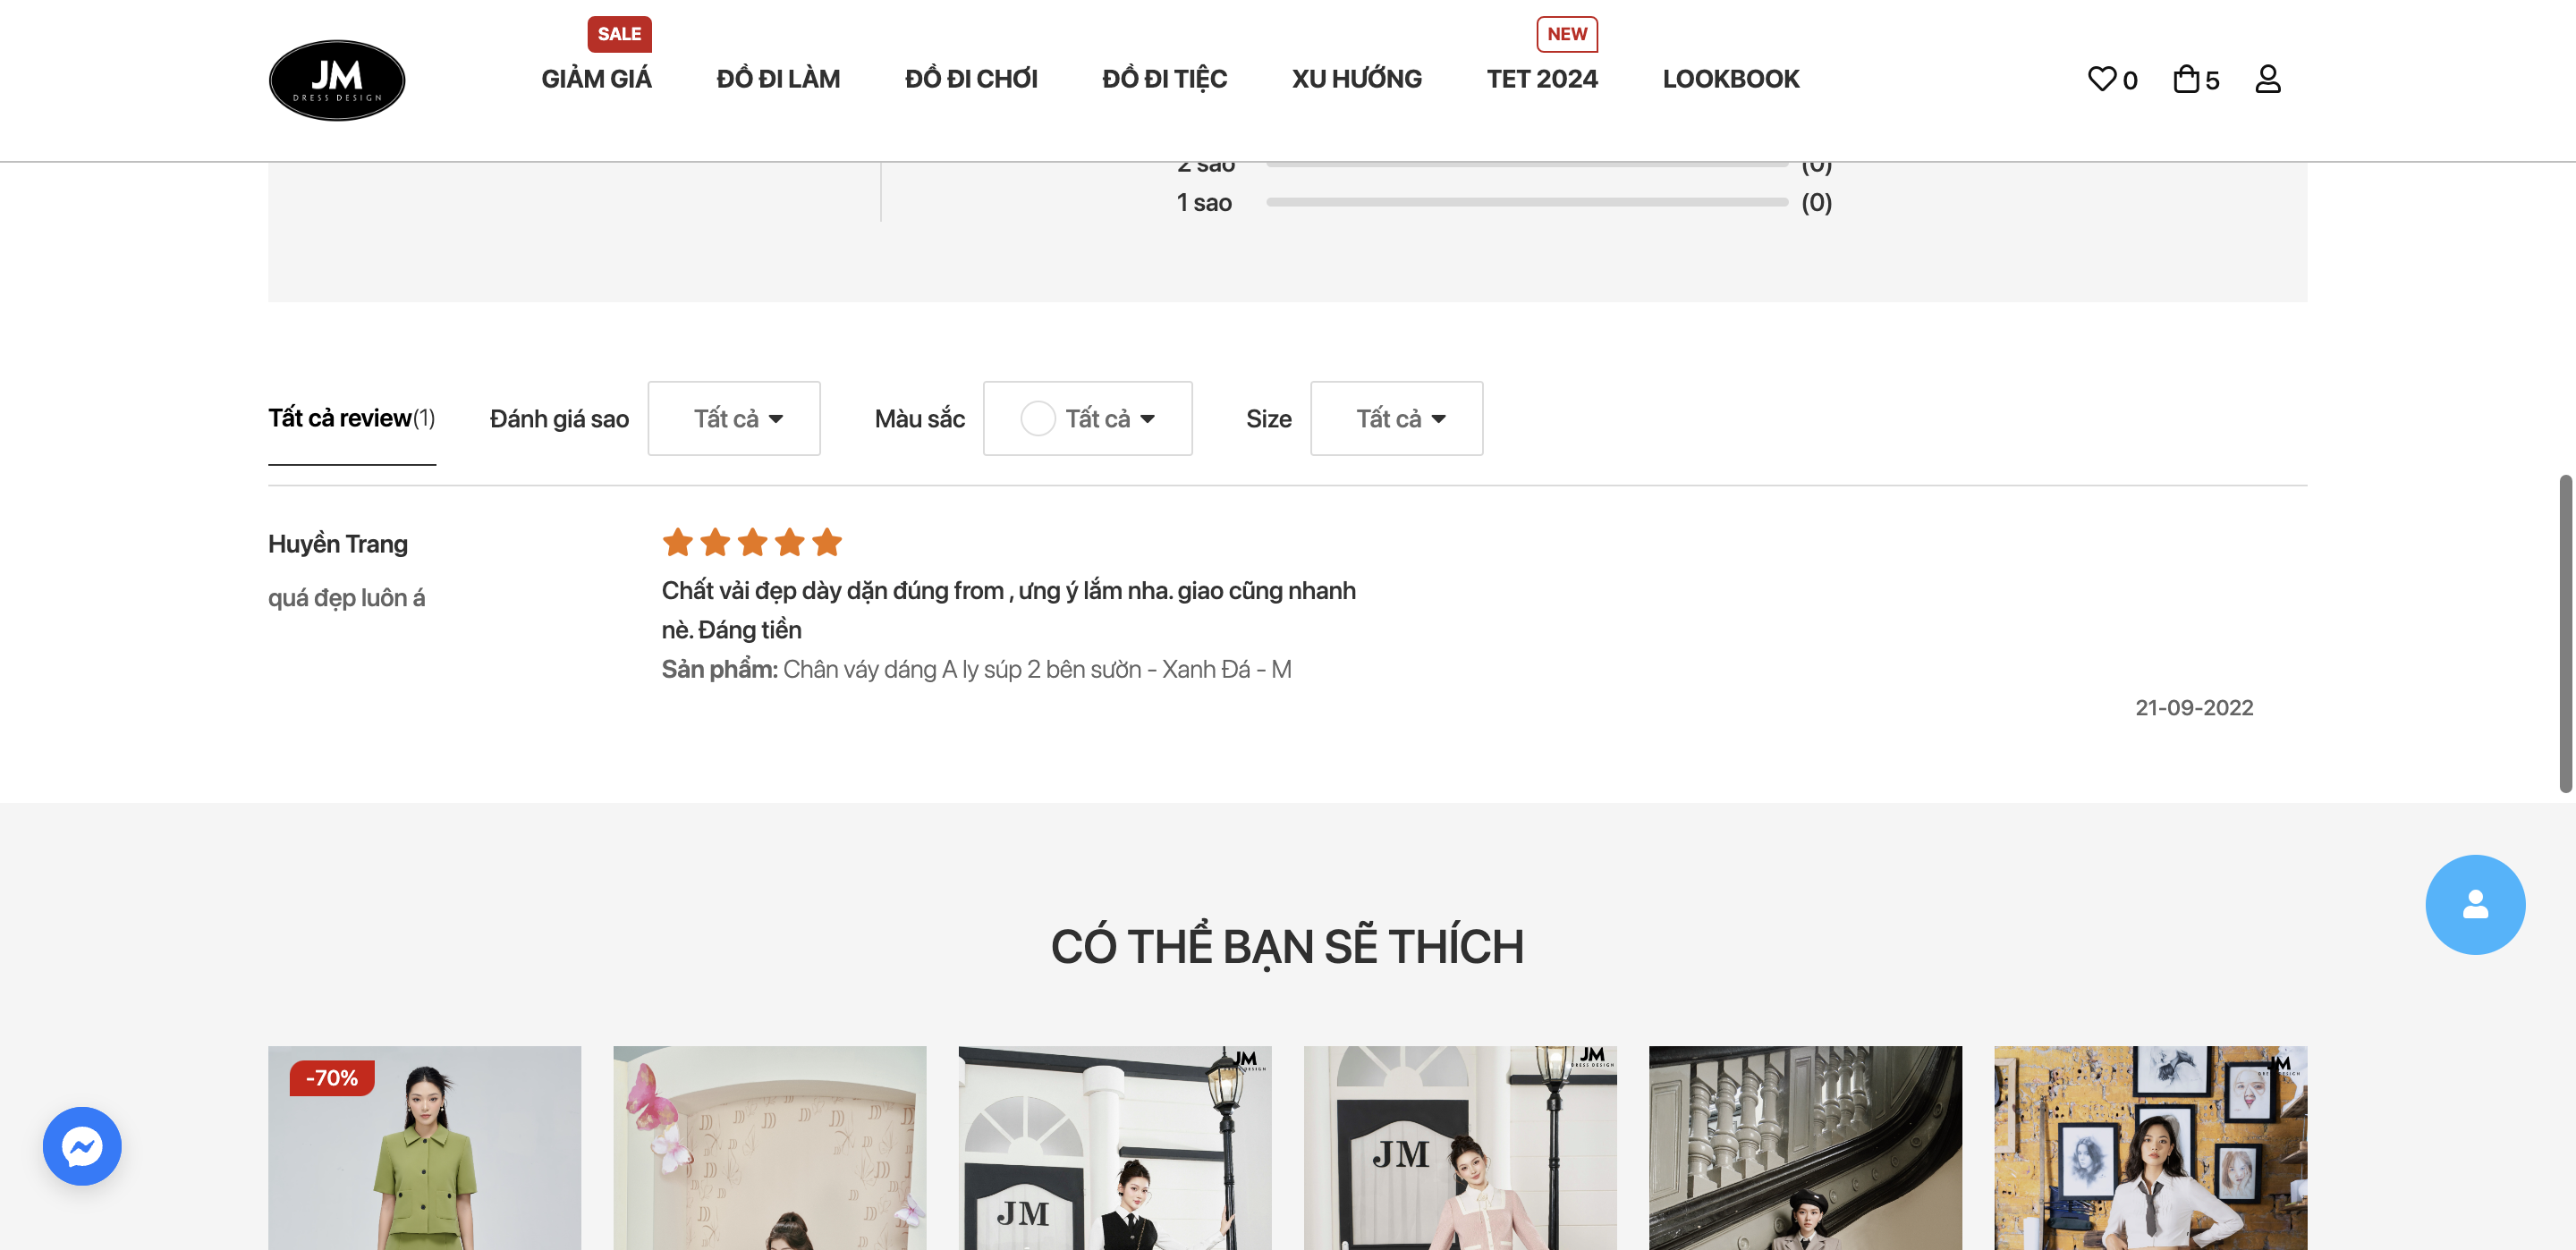 SALE
NEW
JM
DRESS DESIGN
GIẢM GIÁ
ĐỒ ĐI LÀM
ĐỒ ĐI CHƠI
ĐỒ ĐI TIỆC
XU HƯỚNG
TET 2024
LOOKBOOK
0
5
2 sao (0)
1 sao (0)
Tất cả review(1)
Đánh giá sao
Tất cả
Màu sắc
Tất cả
Size
Tất cả
Huyền Trang
quá đẹp luôn á
Chất vải đẹp dày dặn đúng from , ưng ý lắm nha. giao cũng nhanh
nè. Đáng tiền
Sản phẩm: Chân váy dáng A ly súp 2 bên sườn - Xanh Đá - M
21-09-2022
CÓ THỂ BẠN SẼ THÍCH
-70%
JM
JM
JM
DRESS DESIGN
JM
JM
DRESS DESIGN